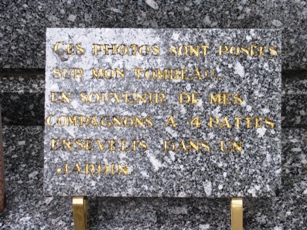 CES PHOTOS SONT POSÉES
SUR MON TOMBEAU
EN SOUVENIR DE MES
COMPAGNONS A 4 PATTES
ENSEVELIS DANS UN
JARDIN